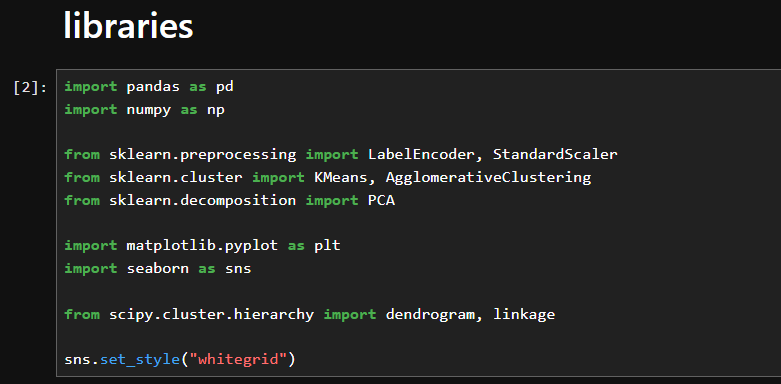 libraries
[2]:
import pandas as pd
import numpy as np
from sklearn.preprocessing import LabelEncoder, StandardScaler
from sklearn.cluster import KMeans, AgglomerativeClustering
from sklearn.decomposition import PCA
import matplotlib.pyplot as plt
import seaborn as sns
from scipy.cluster.hierarchy import dendrogram, linkage
sns.set_style("whitegrid")